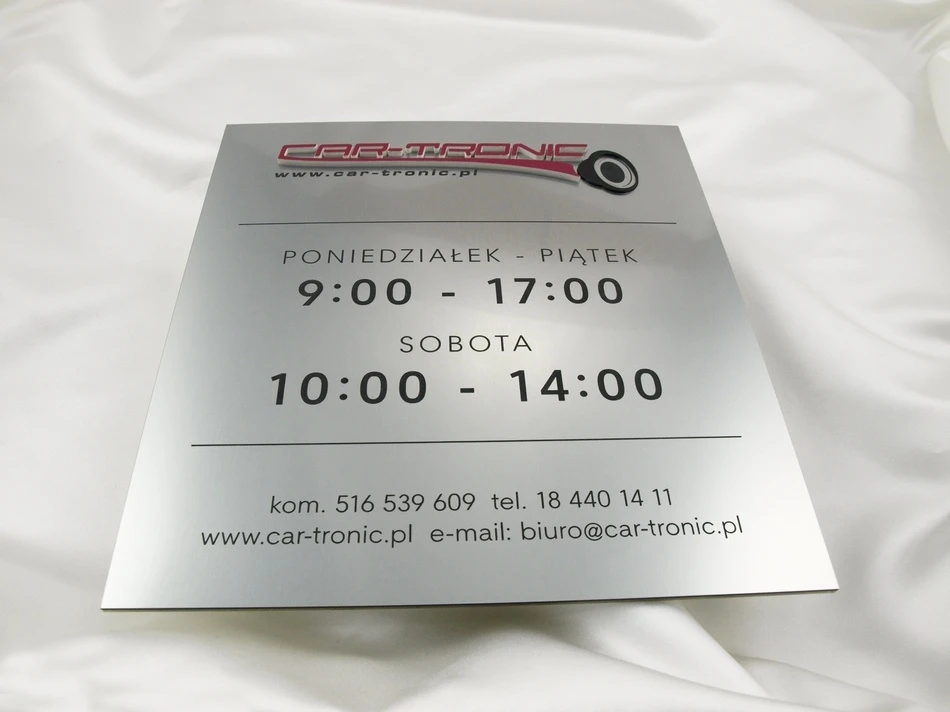 CAR-TRONIC
www.car-tronic.pl
PONIEDZIAŁEK - PIĄTEK
9:00 - 17:00
SOBOTA
10:00 - 14:00
kom. 516 539 609 tel. 18 440 14 11
www.car-tronic.pl e-mail: biuro@car-tronic.pl